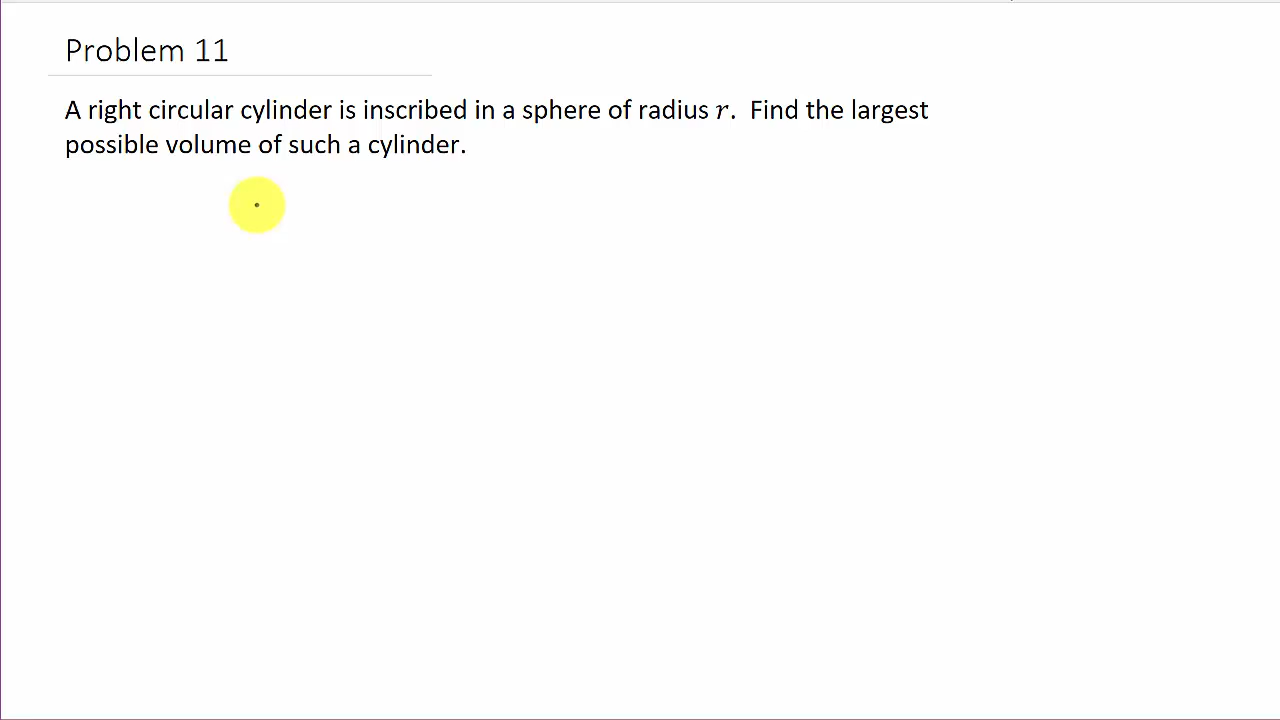 Problem 11
A right circular cylinder is inscribed in a sphere of radius r. Find the largest
possible volume of such a cylinder.